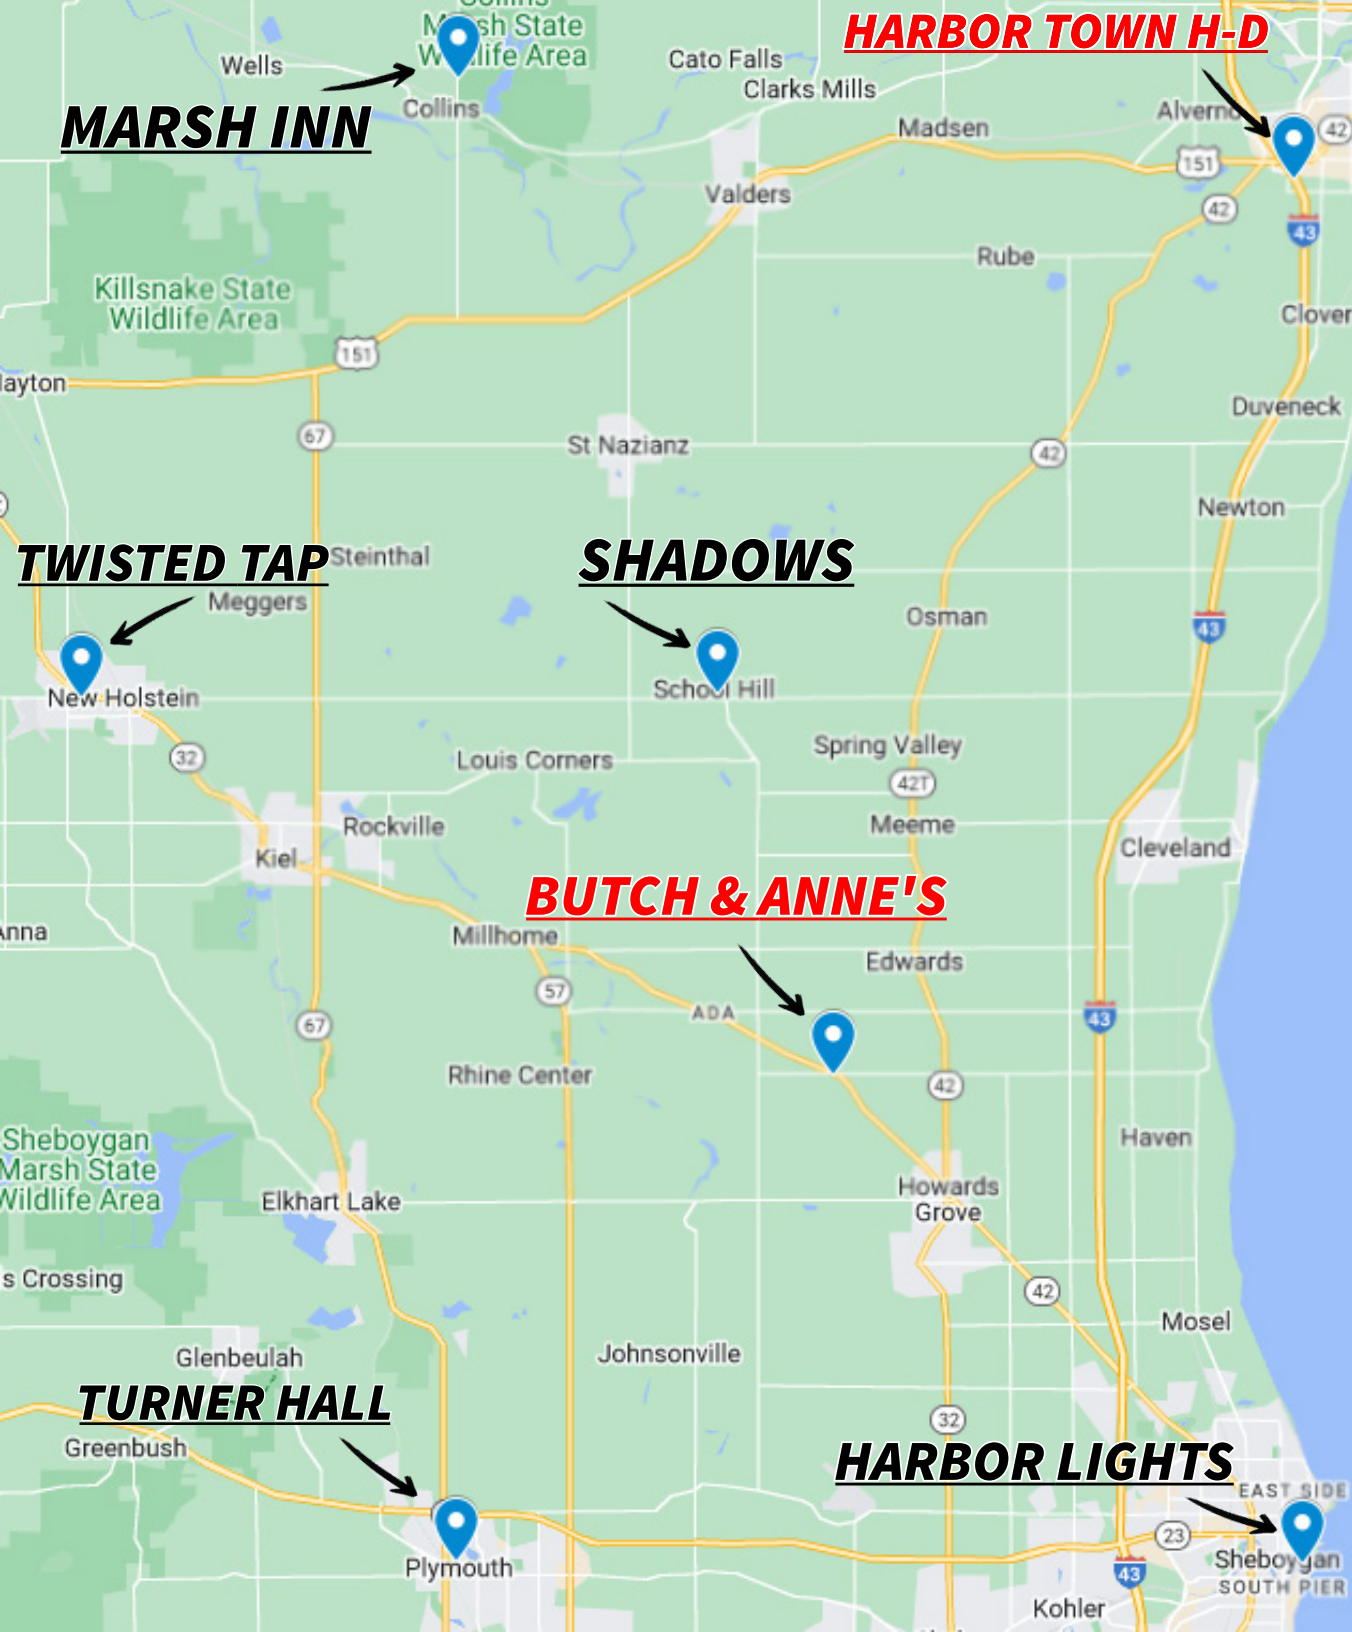 Collins
Marsh State
Wildlife Area
HARBOR TOWN H-D
Wells
Cato Falls
Clarks Mills
Collins
MARSH INN
Alverno
42
Madsen
151
Valders
42
43
Rube
Killsnake State
Wildlife Area
Clover
151
layton
Duveneck
67
St Nazianz
42
Newton
TWISTED TAP
Steinthal
SHADOWS
Meggers
Osman
43
School Hill
New Holstein
Spring Valley
32
Louis Corners
42T
Rockville
Meeme
Cleveland
Kiel
BUTCH & ANNE'S
Anna
Millhome
Edwards
57
ADA
43
67
Rhine Center
42
Sheboygan
Marsh State
Wildlife Area
Haven
Elkhart Lake
Howards
Grove
s Crossing
42
Mosel
Glenbeulah
Johnsonville
TURNER HALL
32
Greenbush
HARBOR LIGHTS
EAST SIDE
23
Plymouth
Sheboygan
43
SOUTH PIER
Kohler